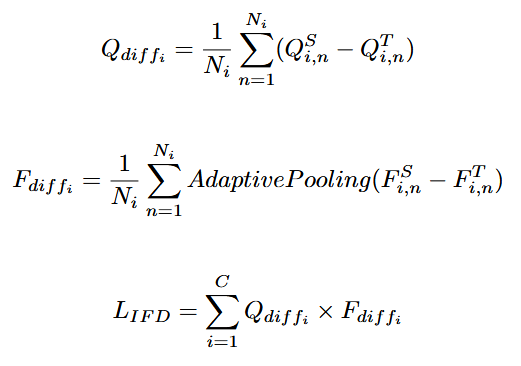 $Q_{diff_i} = \frac{1}{N_i} \sum_{n=1}^{N_i} (Q_{i,n}^S - Q_{i,n}^T)$
$F_{diff_i} = \frac{1}{N_i} \sum_{n=1}^{N_i} AdaptivePooling(F_{i,n}^S - F_{i,n}^T)$
$L_{IFD} = \sum_{i=1}^{C} Q_{diff_i} \times F_{diff_i}$